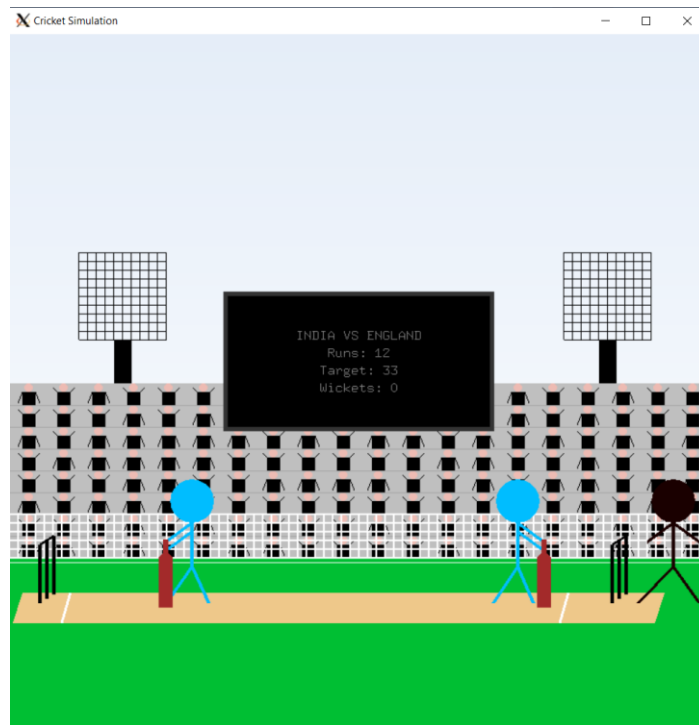 Cricket Simulation
INDIA VS ENGLAND
Runs: 12
Target: 33
Wickets: 0